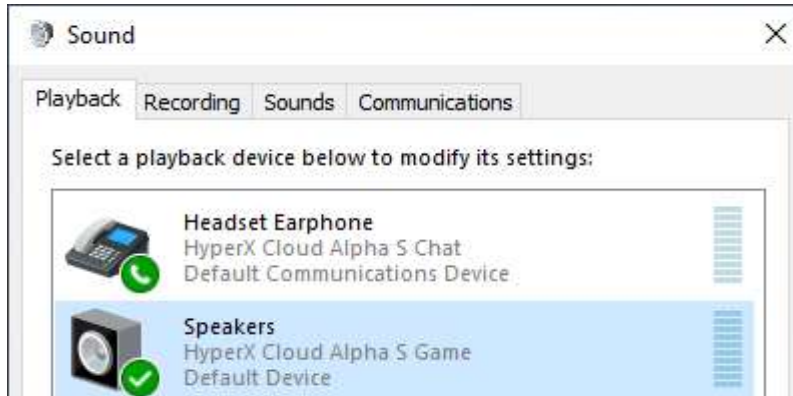 Sound
Playback Recording Sounds Communications
Select a playback device below to modify its settings:
Headset Earphone
HyperX Cloud Alpha S Chat
Default Communications Device
Speakers
HyperX Cloud Alpha S Game
Default Device